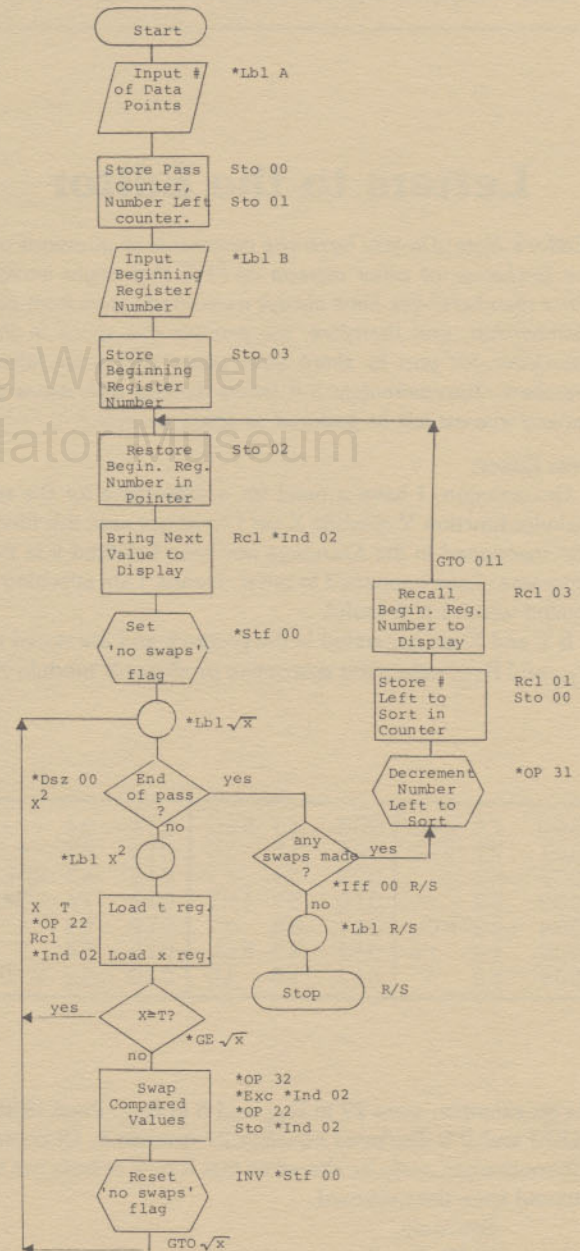 Start
Input #
of Data
Points
*Lbl A
Store Pass
Counter,
Number Left
counter.
Sto 00
Sto 01
Input
Beginning
Register
Number
*Lbl B
Store
Beginning
Register
Number
Sto 03
Restore
Begin. Reg.
Number in
Pointer
Sto 02
Bring Next
Value to
Display
Rcl *Ind 02
Set
'no swaps'
flag
*Stf 00
*Lbl √x
*Dsz 00
X²
End
of pass
?
yes
no
*Lbl X²
X T
*OP 22
Rcl
*Ind 02
Load t reg.
Load x reg.
X≥T?
yes
no
*GE √x
Swap
Compared
Values
*OP 32
*Exc *Ind 02
*OP 22
Sto *Ind 02
Reset
'no swaps'
flag
INV *Stf 00
GTO √x
any
swaps made
?
yes
no
*Iff 00 R/S
*Lbl R/S
Stop
R/S
Decrement
Number
Left to
Sort
*OP 31
Store #
Left to
Sort in
Counter
Rcl 01
Sto 00
Recall
Begin. Reg.
Number to
Display
Rcl 03
GTO 011
Museum